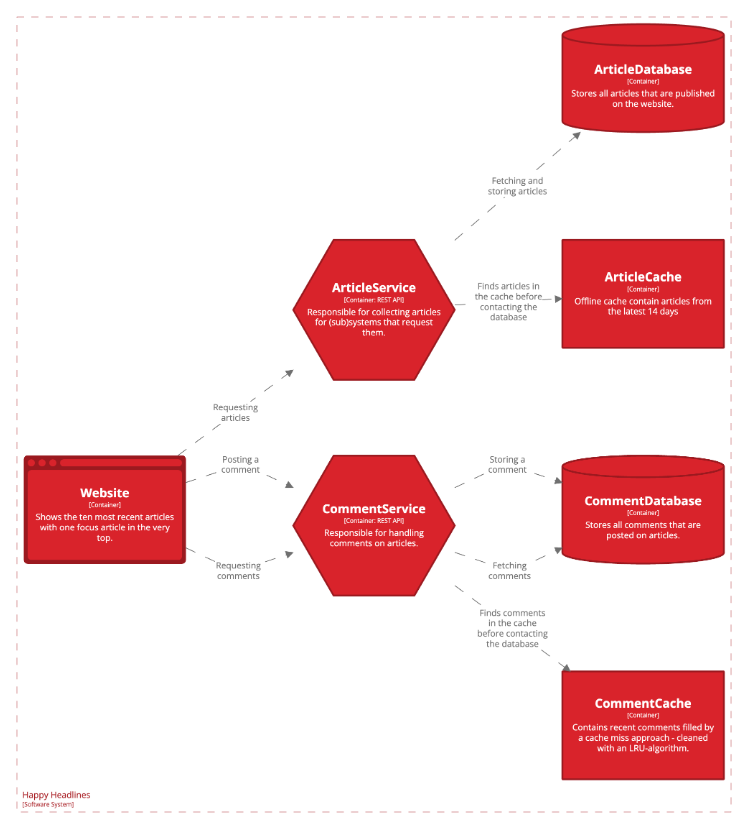 ArticleDatabase
[Container]
Stores all articles that are published
on the website.
Fetching and
storing articles
ArticleService
[Container: REST API]
Responsible for collecting articles
for (sub)systems that request
them.
Finds articles in
the cache before
contacting the
database
ArticleCache
[Container]
Offline cache contain articles from
the latest 14 days
Requesting
articles
Website
[Container]
Shows the ten most recent articles
with one focus article in the very
top.
Posting a
comment
Requesting
comments
CommentService
[Container: REST API]
Responsible for handling
comments on articles.
Storing a
comment
Fetching
comments
CommentDatabase
[Container]
Stores all comments that are
posted on articles.
Finds comments
in the cache
before contacting
the database
CommentCache
[Container]
Contains recent comments filled by
a cache miss approach - cleaned
with an LRU-algorithm.
Happy Headlines
[Software System]